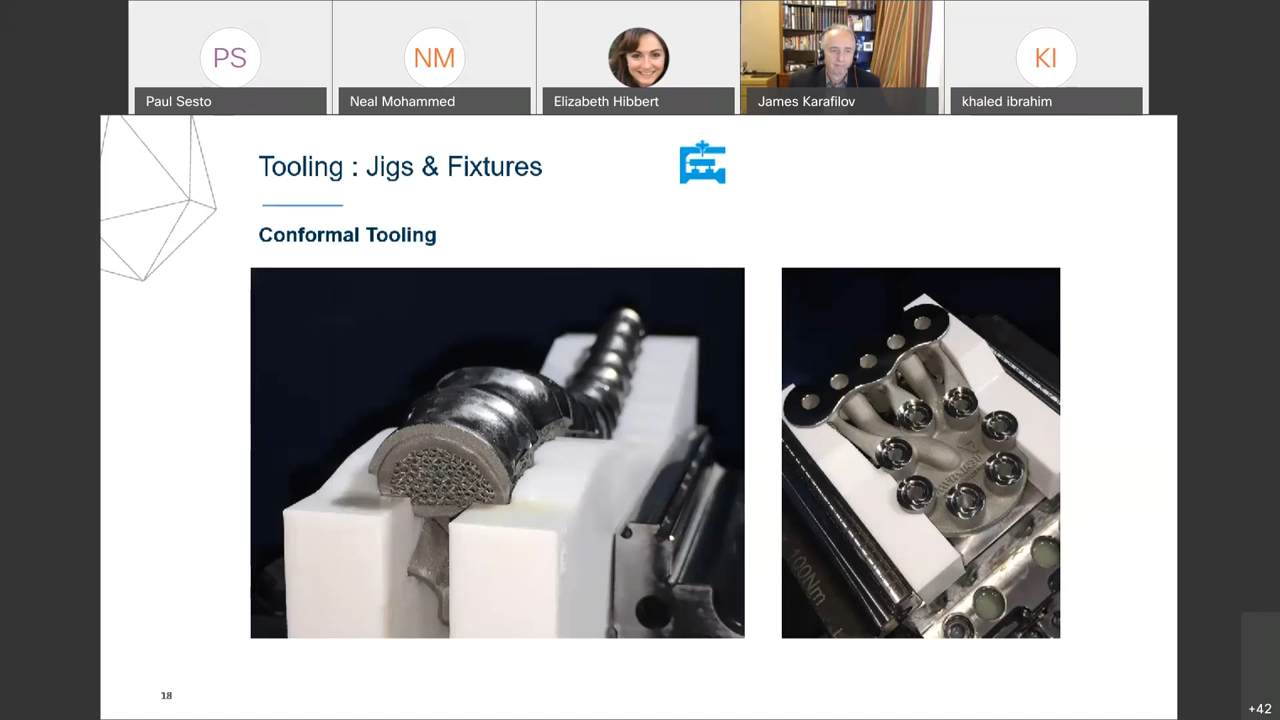 PS
NM
KI
Paul Sesto
Neal Mohammed
Elizabeth Hibbert
James Karafilov
khaled ibrahim
Tooling : Jigs & Fixtures
Conformal Tooling
100Nm
18
+42